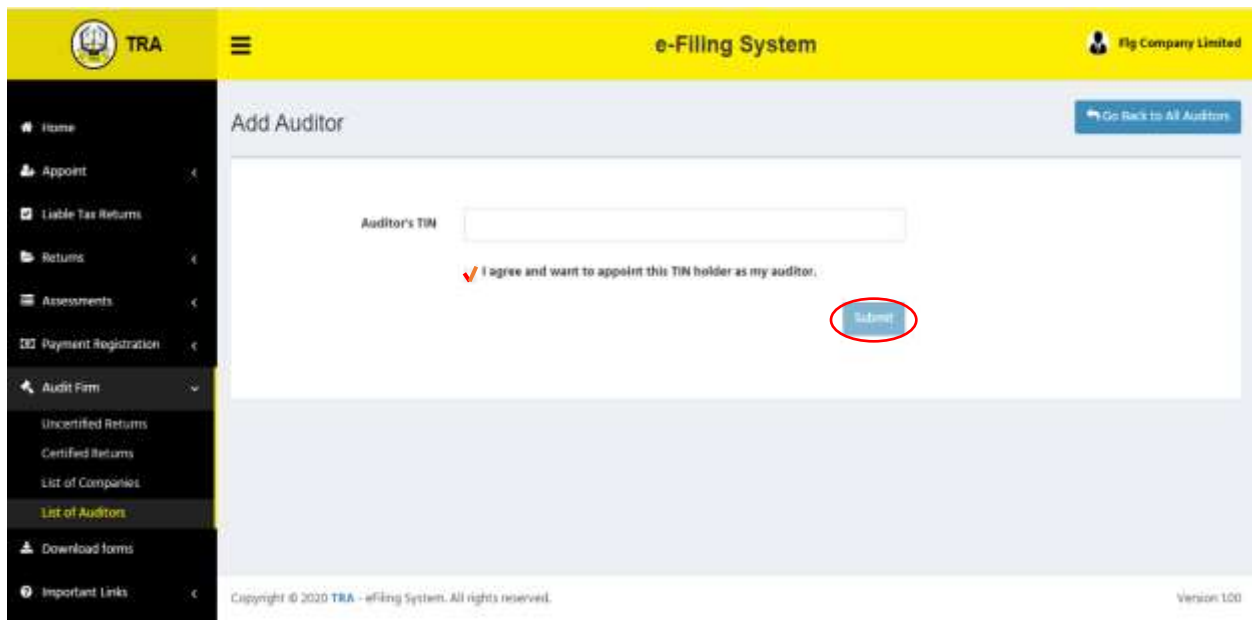 TRA
e-Filing System
Flg Company Limited
Home
Appoint
Liable Tax Returns
Returns
Assessments
Payment Registration
Audit Firm
Uncertified Returns
Certified Returns
List of Companies
List of Auditors
Download forms
Important Links
Add Auditor
Go Back to All Auditors
Auditor's TIN
I agree and want to appoint this TIN holder as my auditor.
Submit
Copyright © 2020 TRA - eFiling System. All rights reserved.
Version 1.00